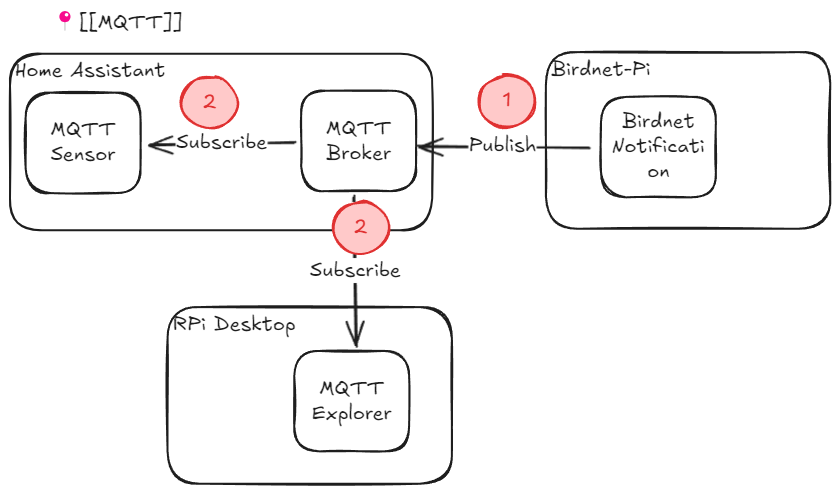 📍 [[MQTT]]
Home Assistant
Birdnet-Pi
2
1
MQTT
Sensor
Subscribe
MQTT
Broker
Publish
Birdnet
Notificati
on
2
Subscribe
RPi Desktop
MQTT
Explorer